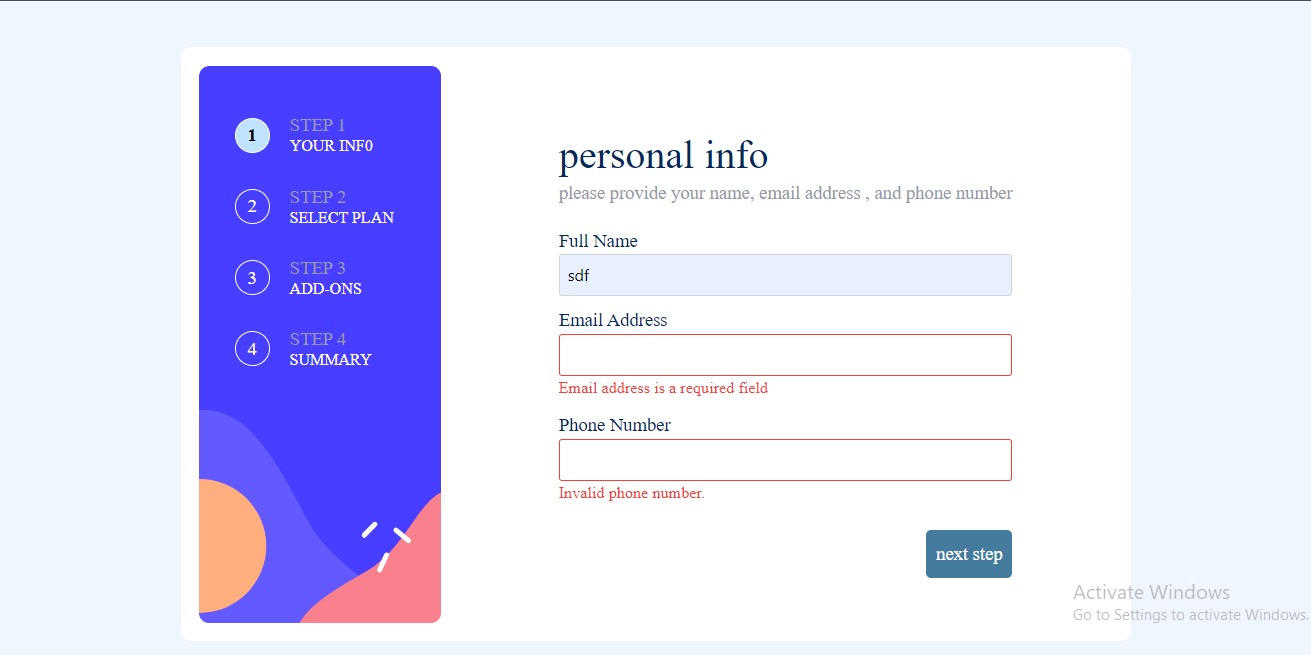 1
STEP 1
YOUR INF0
2
STEP 2
SELECT PLAN
3
STEP 3
ADD-ONS
4
STEP 4
SUMMARY
personal info
please provide your name, email address , and phone number
Full Name
sdf
Email Address
Email address is a required field
Phone Number
Invalid phone number.
next step
Activate Windows
Go to Settings to activate Windows.